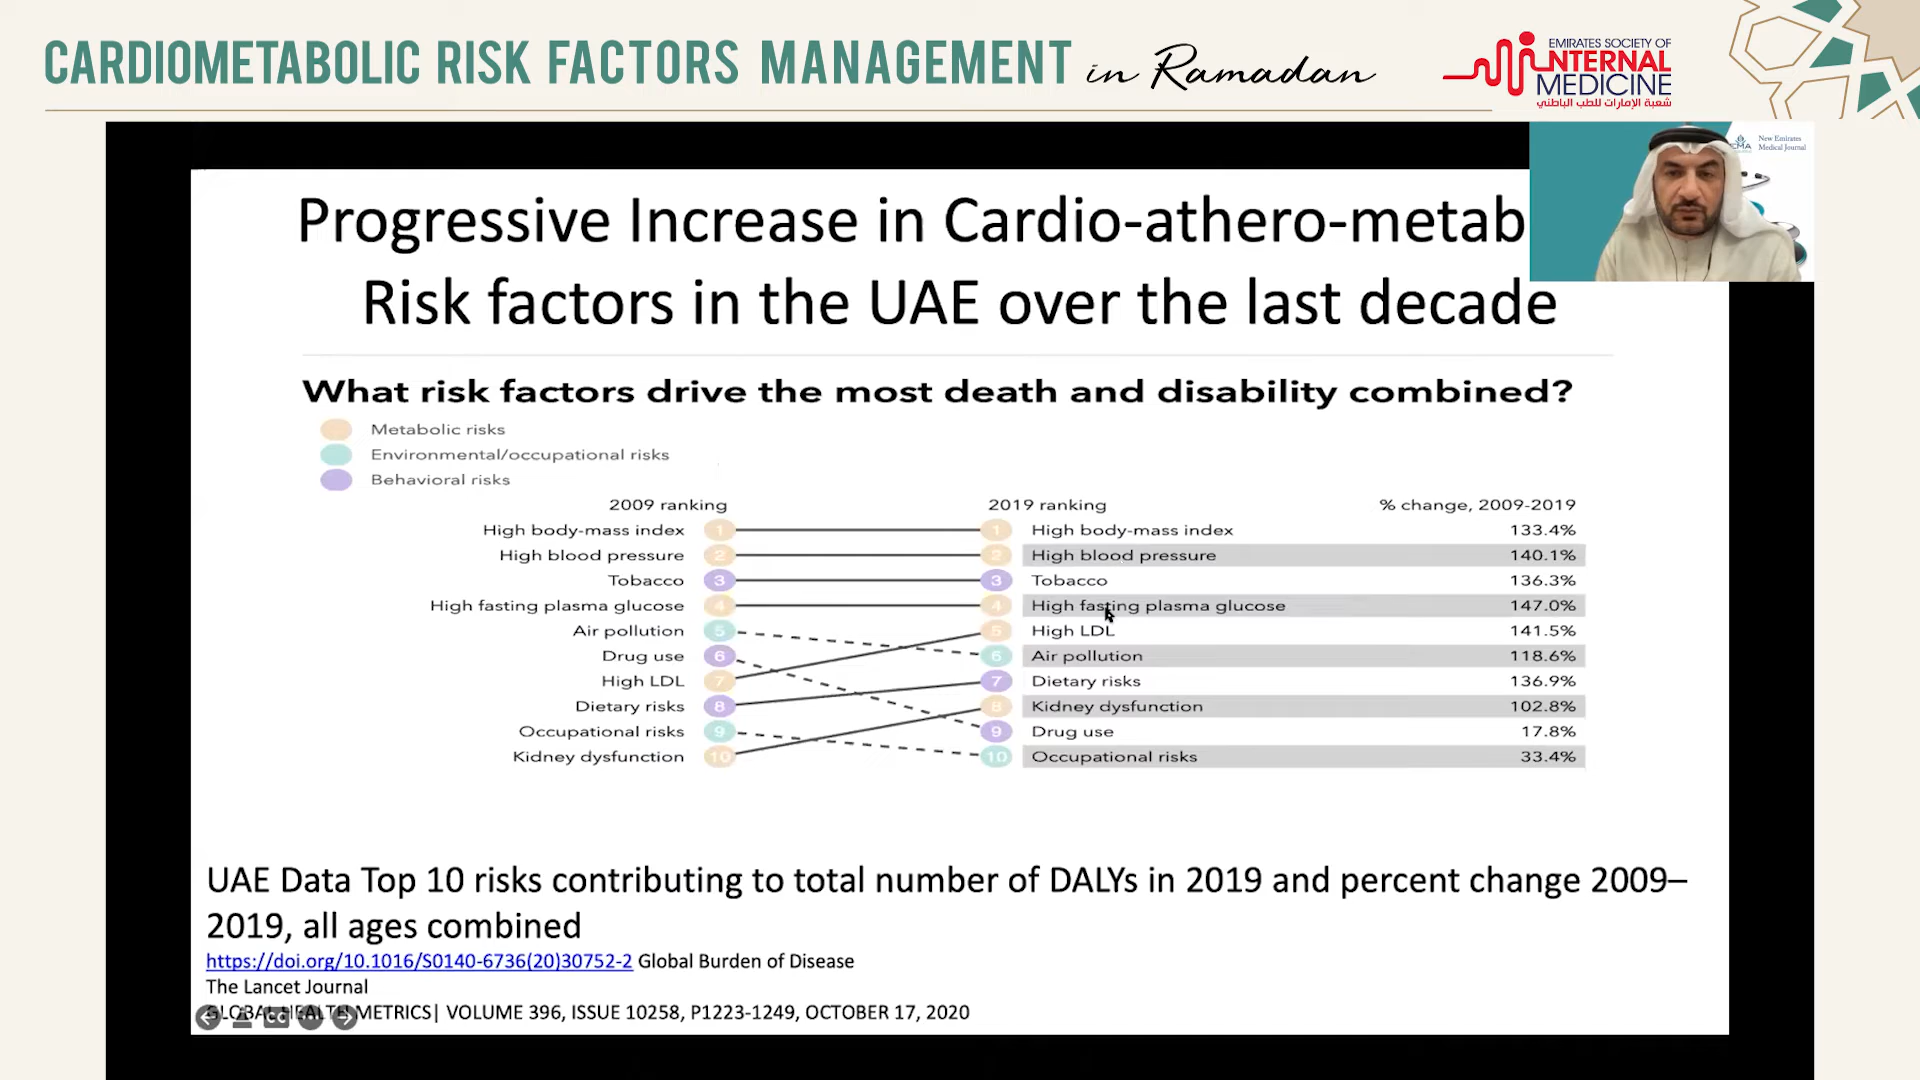 CARDIOMETABOLIC RISK FACTORS MANAGEMENT in Ramadan
EMIRATES SOCIETY OF
INTERNAL
MEDICINE
شعبة الإمارات للطب الباطني
New Emirates
Medical Journal
Progressive Increase in Cardio-athero-metab
Risk factors in the UAE over the last decade
What risk factors drive the most death and disability combined?
Metabolic risks
Environmental/occupational risks
Behavioral risks
2009 ranking 2019 ranking % change, 2009-2019
High body-mass index 1 1 High body-mass index 133.4%
High blood pressure 2 2 High blood pressure 140.1%
Tobacco 3 3 Tobacco 136.3%
High fasting plasma glucose 4 4 High fasting plasma glucose 147.0%
Air pollution 5 5 High LDL 141.5%
Drug use 6 6 Air pollution 118.6%
High LDL 7 7 Dietary risks 136.9%
Dietary risks 8 8 Kidney dysfunction 102.8%
Occupational risks 9 9 Drug use 17.8%
Kidney dysfunction 10 10 Occupational risks 33.4%
UAE Data Top 10 risks contributing to total number of DALYs in 2019 and percent change 2009–
2019, all ages combined
https://doi.org/10.1016/S0140-6736(20)30752-2 Global Burden of Disease
The Lancet Journal
GLOBAL HEALTH METRICS| VOLUME 396, ISSUE 10258, P1223-1249, OCTOBER 17, 2020